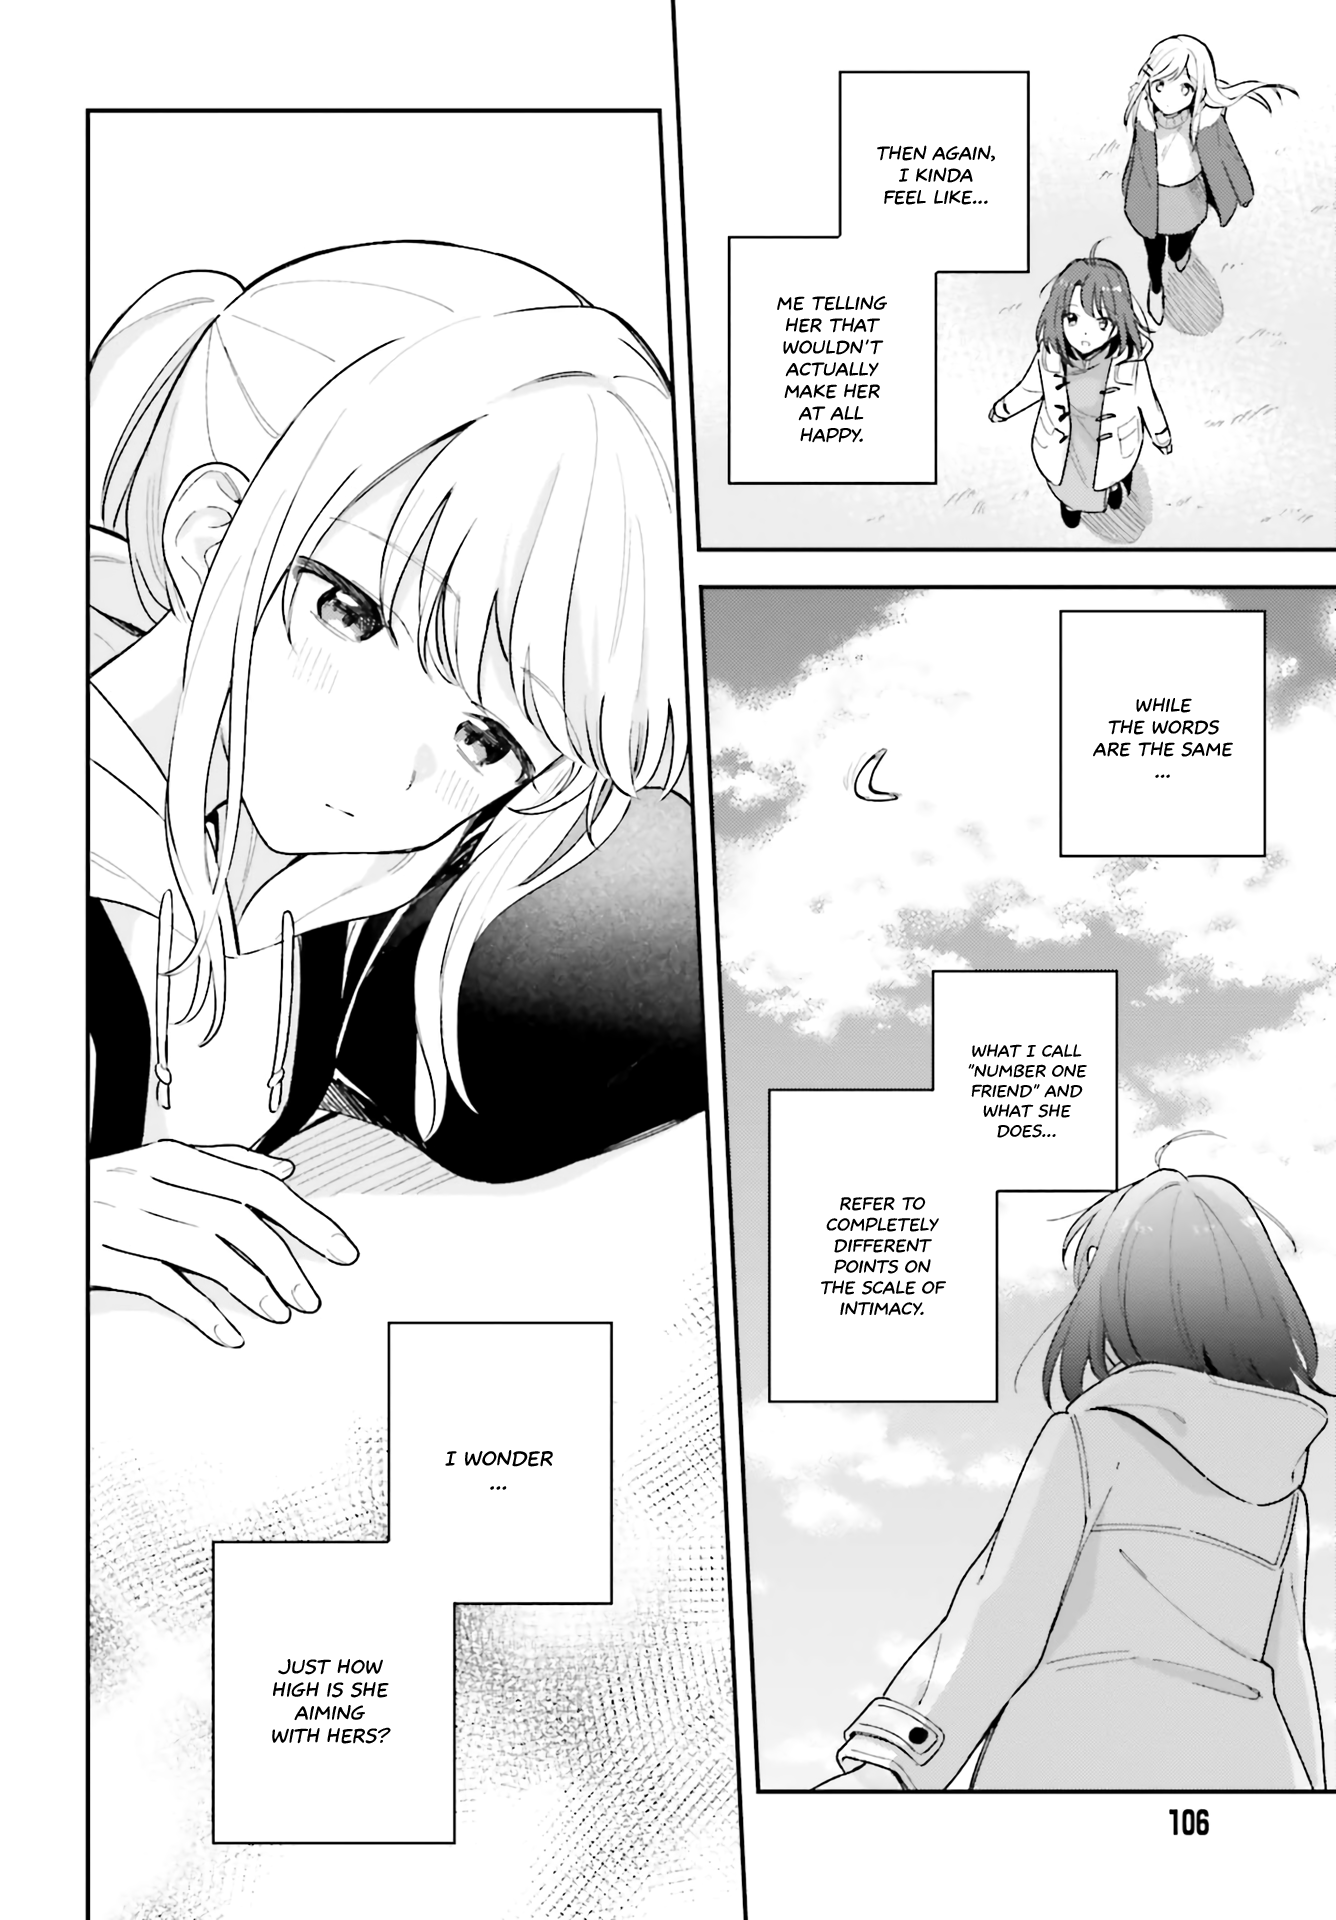 THEN AGAIN,
I KINDA
FEEL LIKE...
ME TELLING
HER THAT
WOULDN'T
ACTUALLY
MAKE HER
AT ALL
HAPPY.
WHILE
THE WORDS
ARE THE SAME
...
WHAT I CALL
"NUMBER ONE
FRIEND" AND
WHAT SHE
DOES...
REFER TO
COMPLETELY
DIFFERENT
POINTS ON
THE SCALE OF
INTIMACY.
I WONDER
...
JUST HOW
HIGH IS SHE
AIMING
WITH HERS?
106